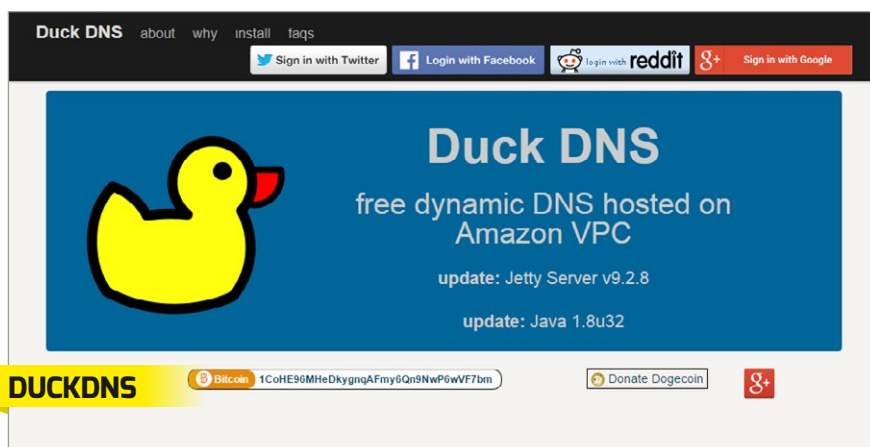 Duck DNS about why install faqs
Sign in with Twitter Login with Facebook login with reddit 8+ Sign in with Google
Duck DNS
free dynamic DNS hosted on
Amazon VPC
update: Jetty Server v9.2.8
update: Java 1.8u32
DUCKDNS
Bitcoin 1CoHE96MHeDkygnqAFmy6Qn9NwP6wVF7bm Donate Dogecoin 8+